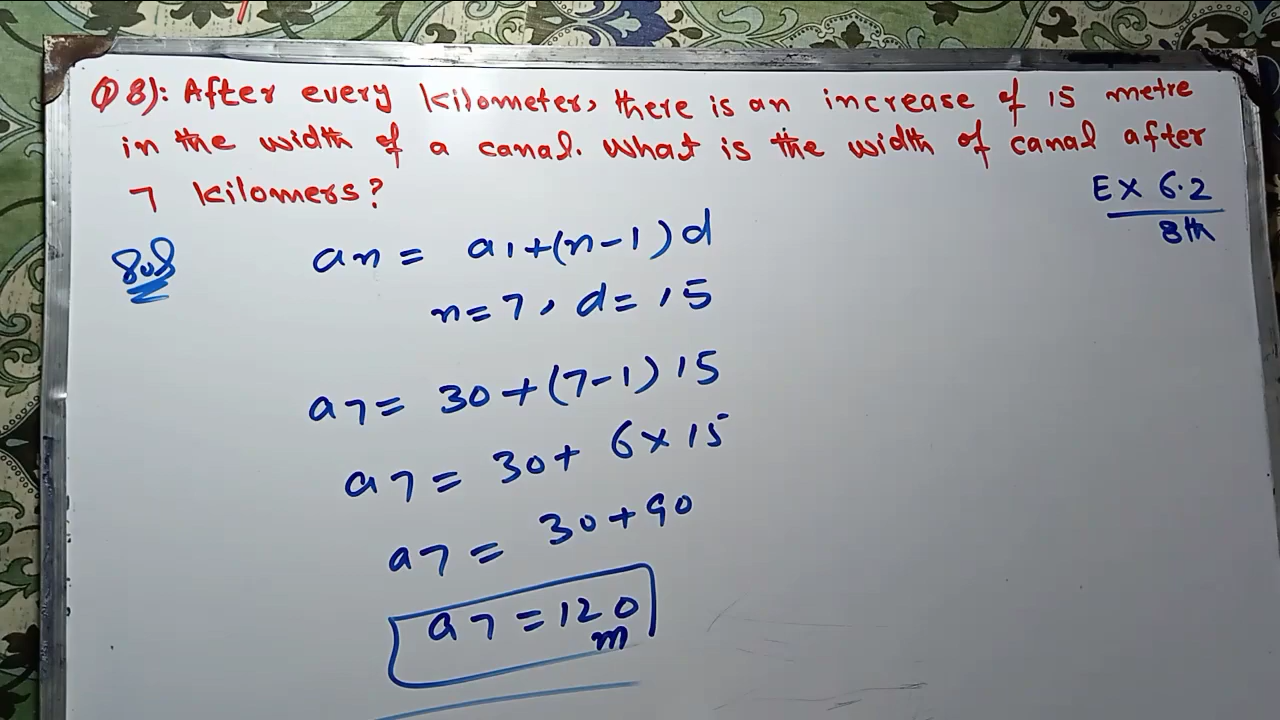 Q8): After every kilometer, there is an increase of 15 metre
in the width of a canal. What is the width of canal after
7 kilomers?
EX 6.2
8th
Sol
an = a1+(n-1)d
n=7, d=15
a7= 30+(7-1)15
a7= 30+ 6×15
a7= 30+90
a7=120
m